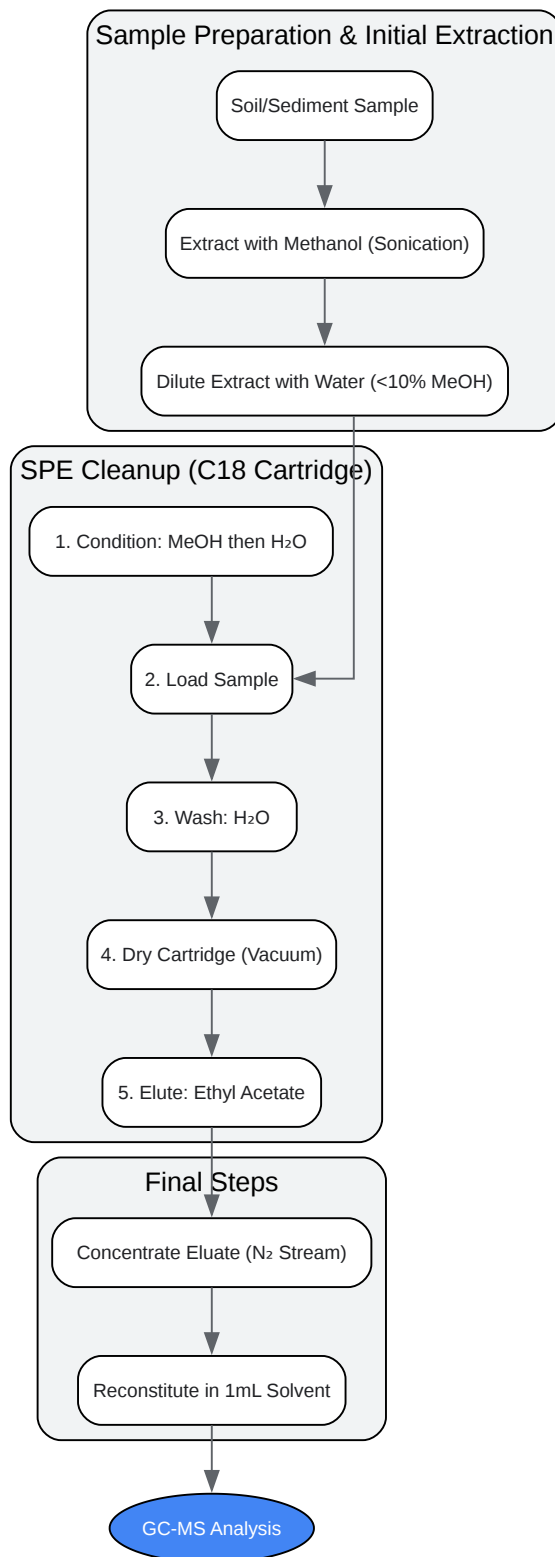 Sample Preparation & Initial Extraction
Soil/Sediment Sample
Extract with Methanol (Sonication)
Dilute Extract with Water (<10% MeOH)
SPE Cleanup (C18 Cartridge)
1. Condition: MeOH then H₂O
2. Load Sample
3. Wash: H₂O
4. Dry Cartridge (Vacuum)
5. Elute: Ethyl Acetate
Final Steps
Concentrate Eluate (N₂ Stream)
Reconstitute in 1mL Solvent
GC-MS Analysis